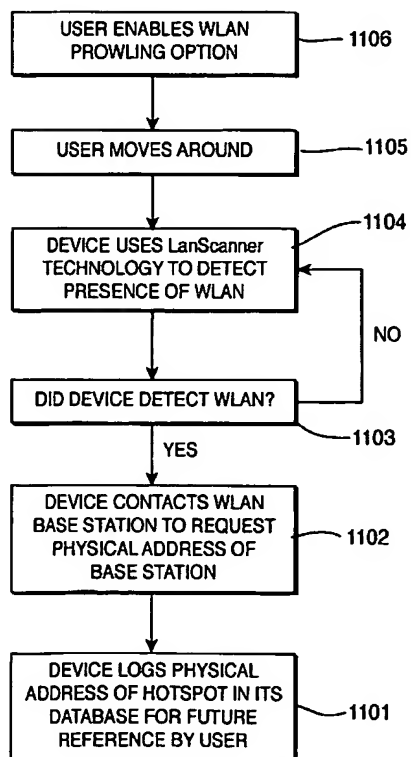 USER ENABLES WLAN
PROWLING OPTION
1106
USER MOVES AROUND
1105
1104
DEVICE USES LanScanner
TECHNOLOGY TO DETECT
PRESENCE OF WLAN
NO
DID DEVICE DETECT WLAN?
1103
YES
DEVICE CONTACTS WLAN
BASE STATION TO REQUEST
PHYSICAL ADDRESS OF
BASE STATION
1102
DEVICE LOGS PHYSICAL
ADDRESS OF HOTSPOT IN ITS
DATABASE FOR FUTURE
REFERENCE BY USER
1101